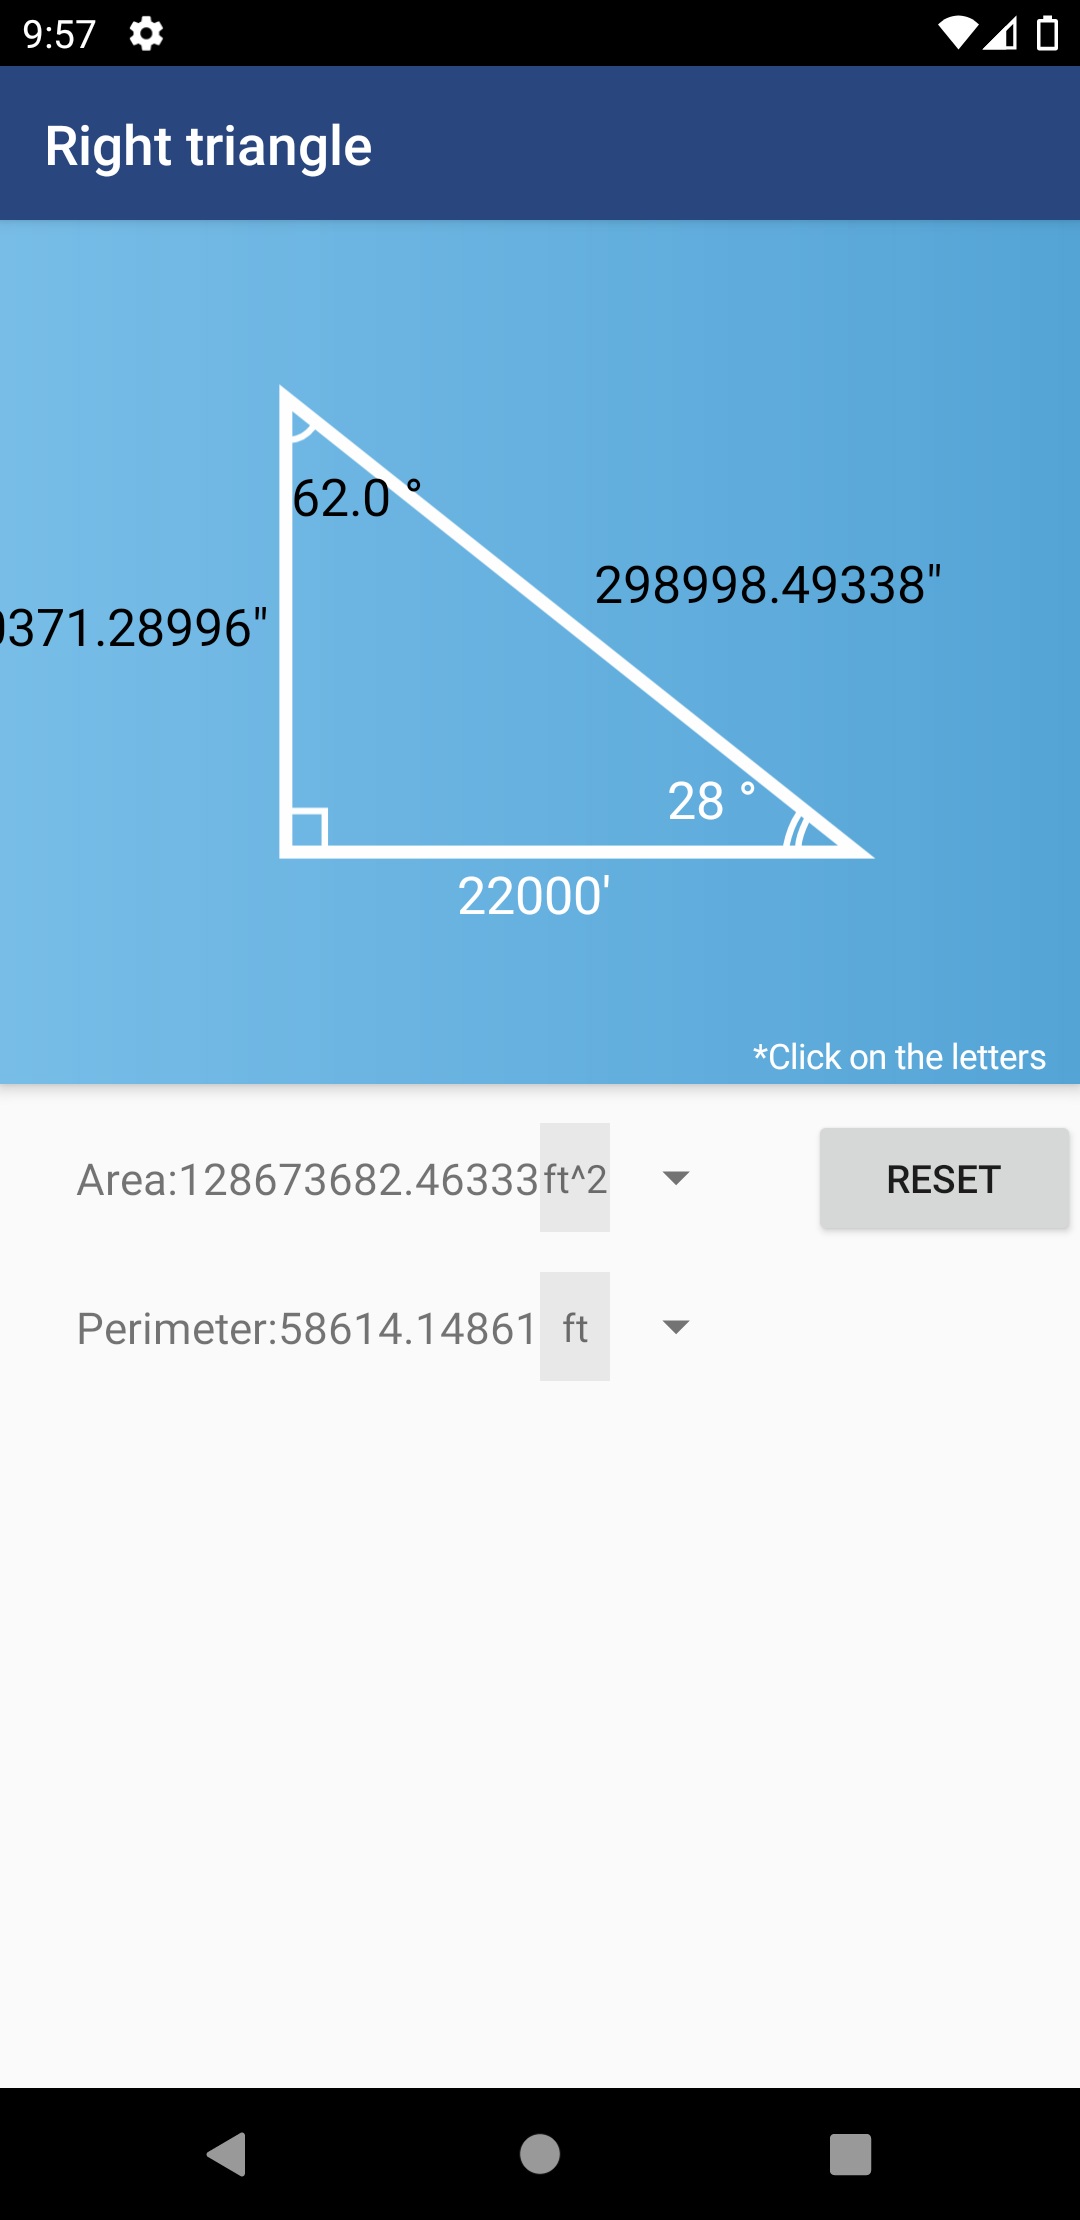 9:57
Right triangle
62.0 °
298998.49338"
0371.28996"
28 °
22000'
*Click on the letters
Area:128673682.46333 ft^2
RESET
Perimeter:58614.14861 ft